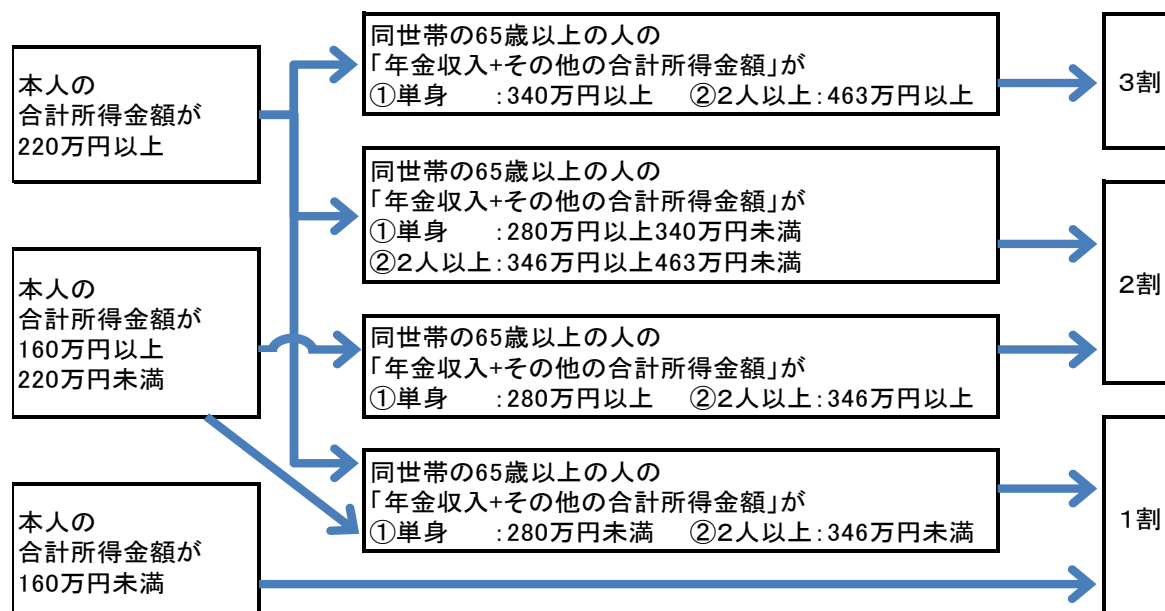 本人の
合計所得金額が
220万円以上
本人の
合計所得金額が
160万円以上
220万円未満
本人の
合計所得金額が
160万円未満
同世帯の65歳以上の人の
「年金収入+その他の合計所得金額」が
①単身　　:340万円以上　②2人以上:463万円以上
同世帯の65歳以上の人の
「年金収入+その他の合計所得金額」が
①単身　　:280万円以上340万円未満
②2人以上:346万円以上463万円未満
同世帯の65歳以上の人の
「年金収入+その他の合計所得金額」が
①単身　　:280万円以上　②2人以上:346万円以上
同世帯の65歳以上の人の
「年金収入+その他の合計所得金額」が
①単身　　:280万円未満　②2人以上:346万円未満
3割
2割
1割